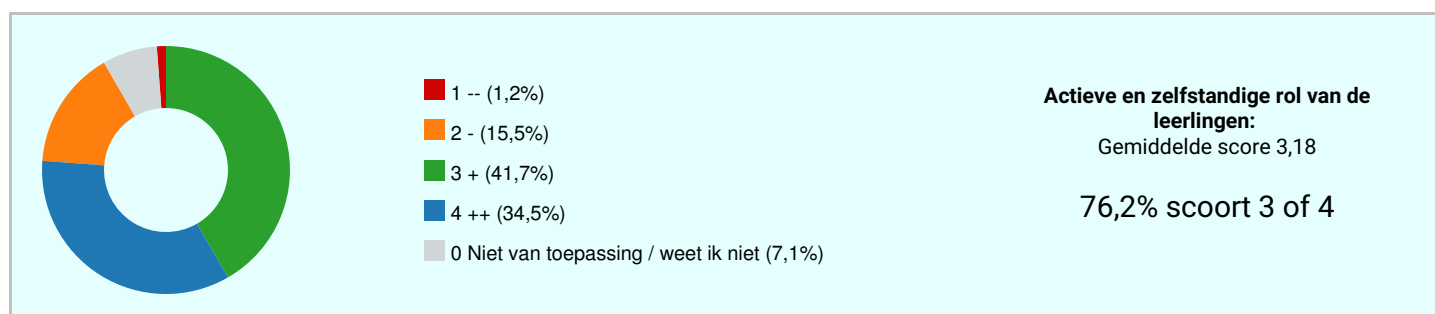 1 -- (1,2%)
2 - (15,5%)
3 + (41,7%)
4 ++ (34,5%)
0 Niet van toepassing / weet ik niet (7,1%)
Actieve en zelfstandige rol van de
leerlingen:
Gemiddelde score 3,18
76,2% scoort 3 of 4